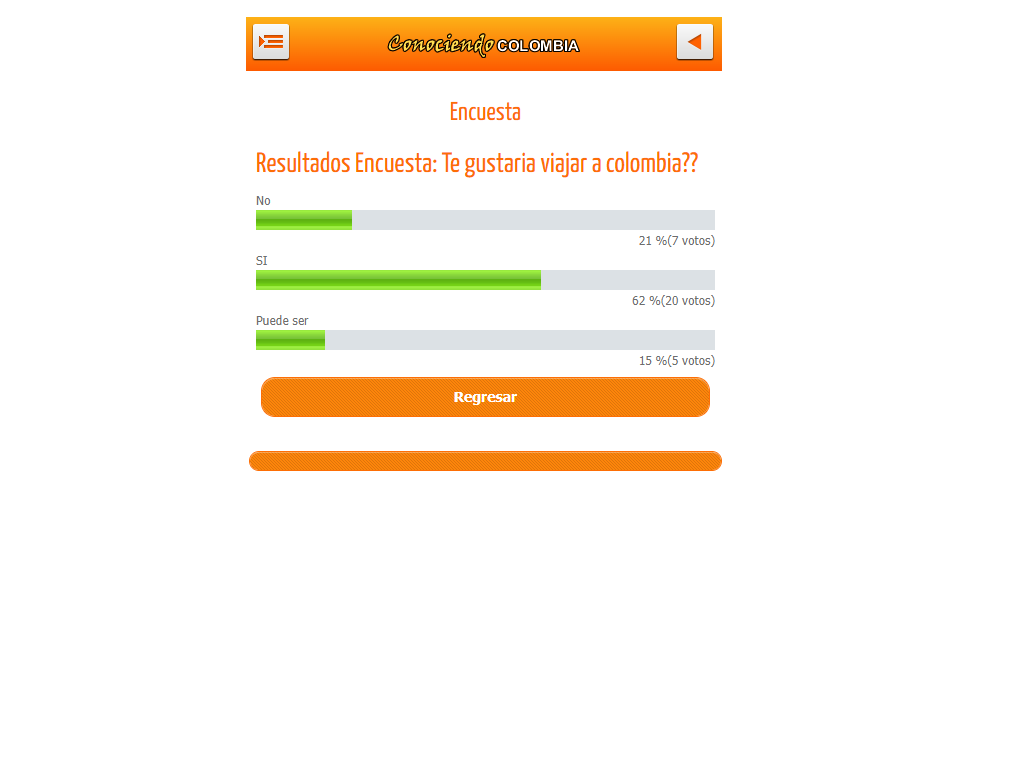 Conociendo COLOMBIA
Encuesta
Resultados Encuesta: Te gustaria viajar a colombia??
No
21 %(7 votos)
SI
62 %(20 votos)
Puede ser
15 %(5 votos)
Regresar